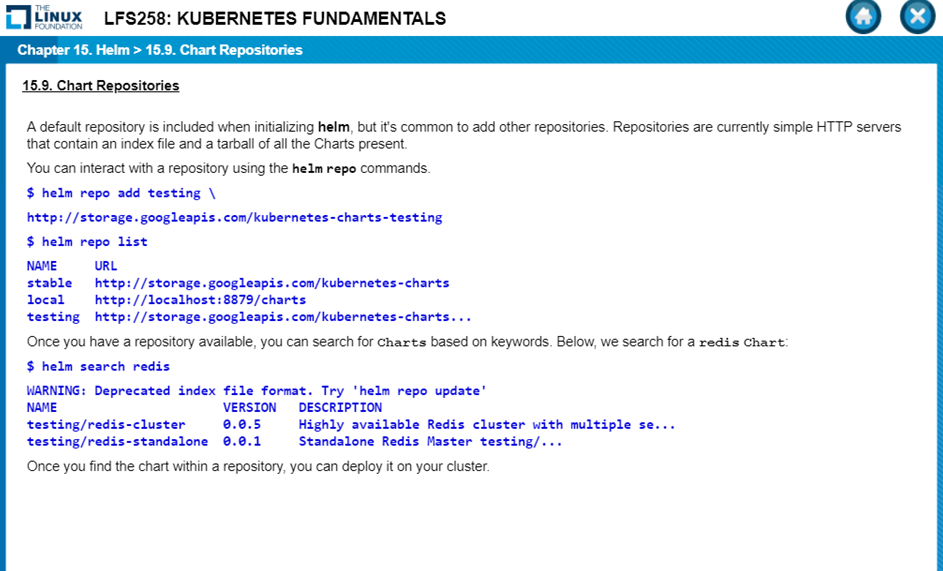 THE
LINUX
FOUNDATION
LFS258: KUBERNETES FUNDAMENTALS
Chapter 15. Helm > 15.9. Chart Repositories
15.9. Chart Repositories
A default repository is included when initializing helm, but it's common to add other repositories. Repositories are currently simple HTTP servers
that contain an index file and a tarball of all the Charts present.
You can interact with a repository using the helm repo commands.
$ helm repo add testing \
http://storage.googleapis.com/kubernetes-charts-testing
$ helm repo list
NAME URL
stable http://storage.googleapis.com/kubernetes-charts
local http://localhost:8879/charts
testing http://storage.googleapis.com/kubernetes-charts...
Once you have a repository available, you can search for Charts based on keywords. Below, we search for a redis Chart:
$ helm search redis
WARNING: Deprecated index file format. Try 'helm repo update'
NAME VERSION DESCRIPTION
testing/redis-cluster 0.0.5 Highly available Redis cluster with multiple se...
testing/redis-standalone 0.0.1 Standalone Redis Master testing/...
Once you find the chart within a repository, you can deploy it on your cluster.